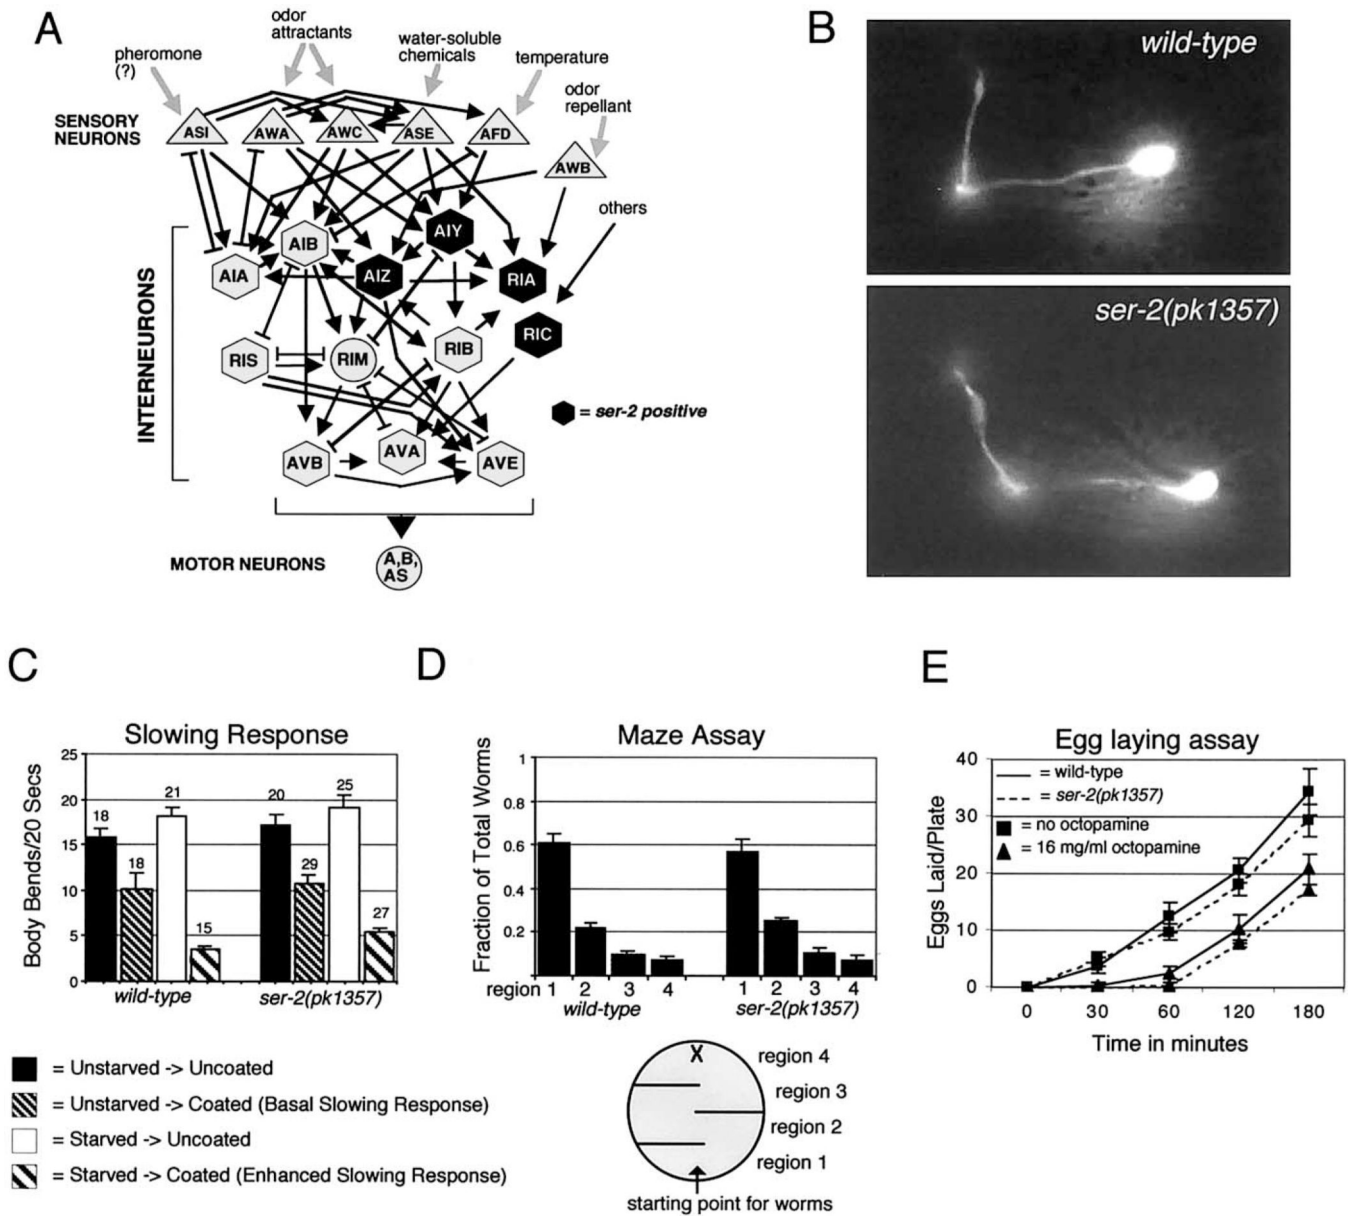 A
odor
attractants
pheromone
(?)
water-soluble
chemicals
temperature
odor
repellant
SENSORY
NEURONS
ASI
AWA
AWC
ASE
AFD
AWB
others
INTERNEURONS
AIB
AIY
AIA
AIZ
RIA
RIC
RIS
RIM
RIB
= ser-2 positive
AVB
AVA
AVE
MOTOR NEURONS
A,B,
AS
B
wild-type
ser-2(pk1357)
C
Slowing Response
Body Bends/20 Secs
25
20
15
10
5
0
18
18
21
15
20
29
25
27
wild-type
ser-2(pk1357)
= Unstarved -> Uncoated
= Unstarved -> Coated (Basal Slowing Response)
= Starved -> Uncoated
= Starved -> Coated (Enhanced Slowing Response)
D
Maze Assay
Fraction of Total Worms
1
0.8
0.6
0.4
0.2
region 1 2 3 4 1 2 3 4
wild-type
ser-2(pk1357)
X
region 4
region 3
region 2
region 1
starting point for worms
E
Egg laying assay
Eggs Laid/Plate
40
30
20
10
0
= wild-type
= ser-2(pk1357)
= no octopamine
= 16 mg/ml octopamine
0 30 60 120 180
Time in minutes